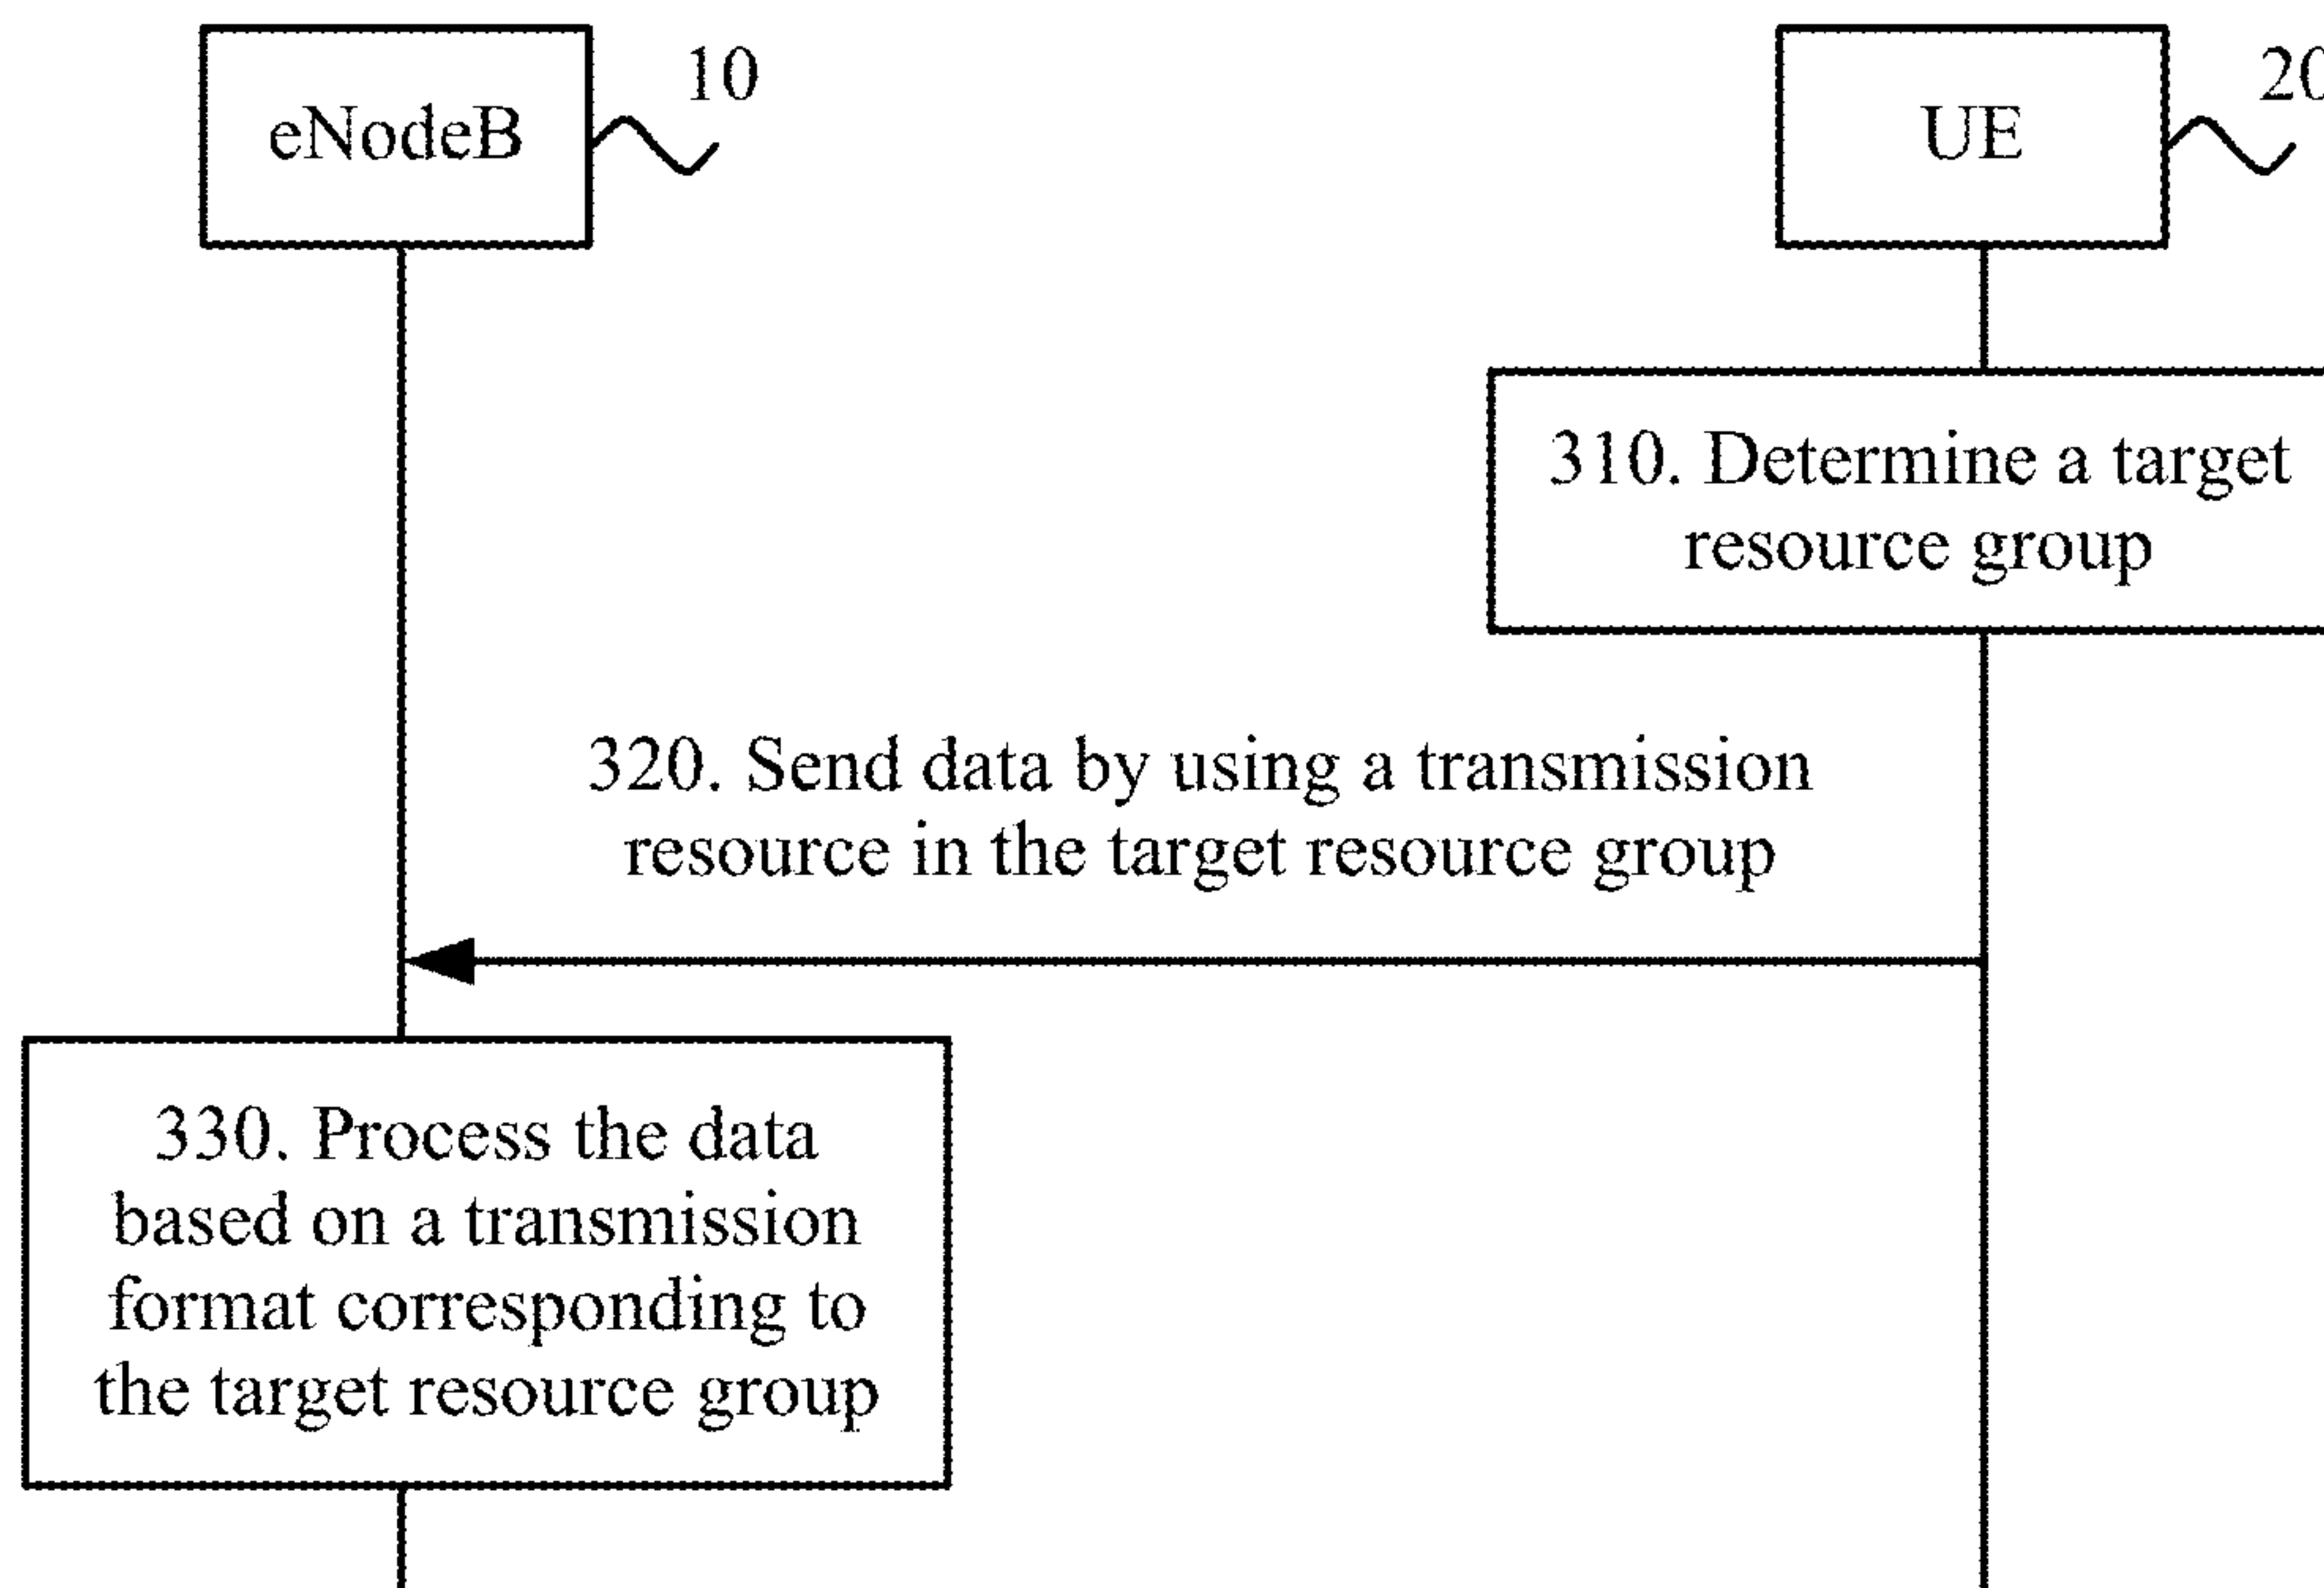 10
20
eNodeB
UE
310. Determine a target
resource group
320. Send data by using a transmission
resource in the target resource group
330. Process the data
based on a transmission
format corresponding to
the target resource group